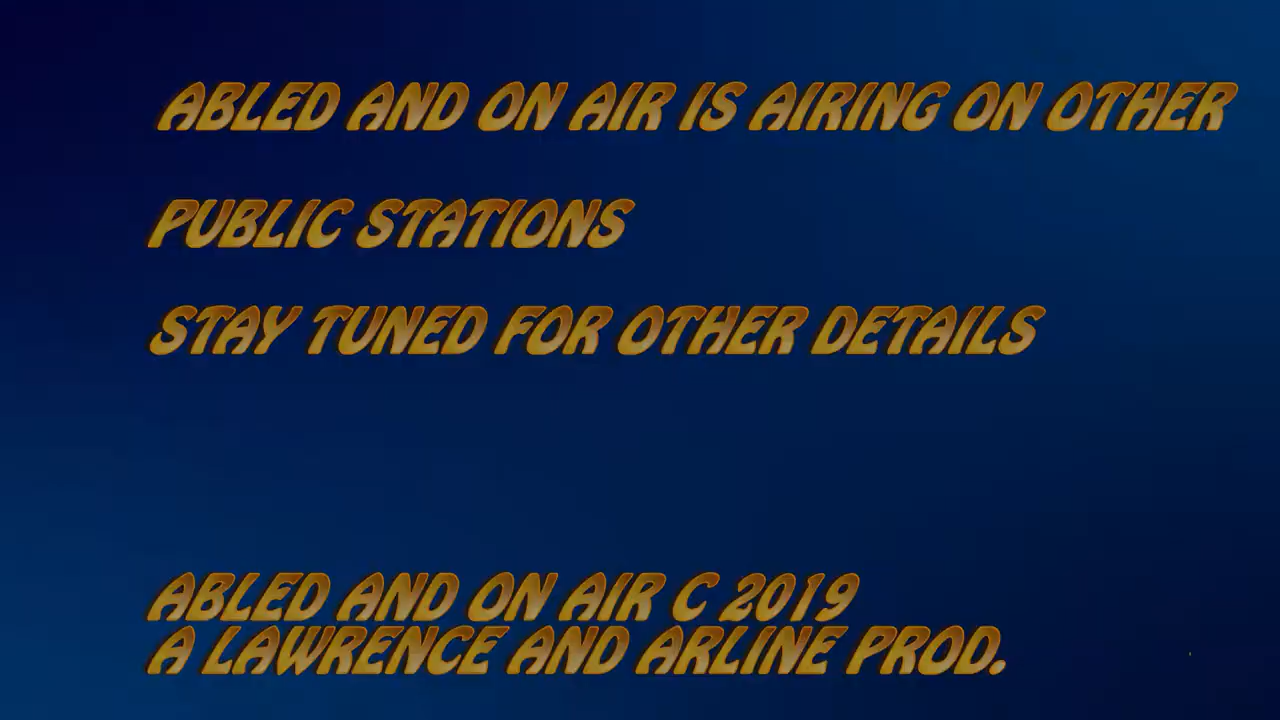 ABLED AND ON AIR IS AIRING ON OTHER
PUBLIC STATIONS
STAY TUNED FOR OTHER DETAILS
ABLED AND ON AIR C 2019
A LAWRENCE AND ARLINE PROD.